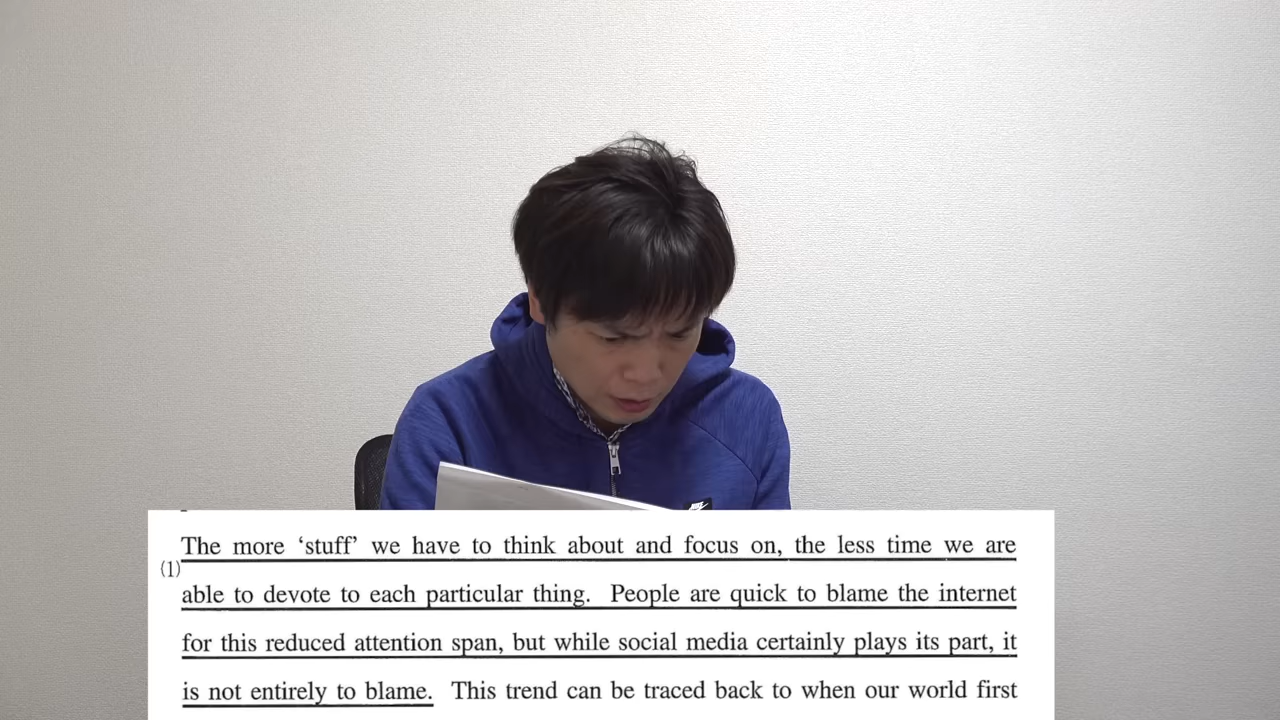 The more ‘stuff’ we have to think about and focus on, the less time we are
(1)
able to devote to each particular thing. People are quick to blame the internet
for this reduced attention span, but while social media certainly plays its part, it
is not entirely to blame. This trend can be traced back to when our world first